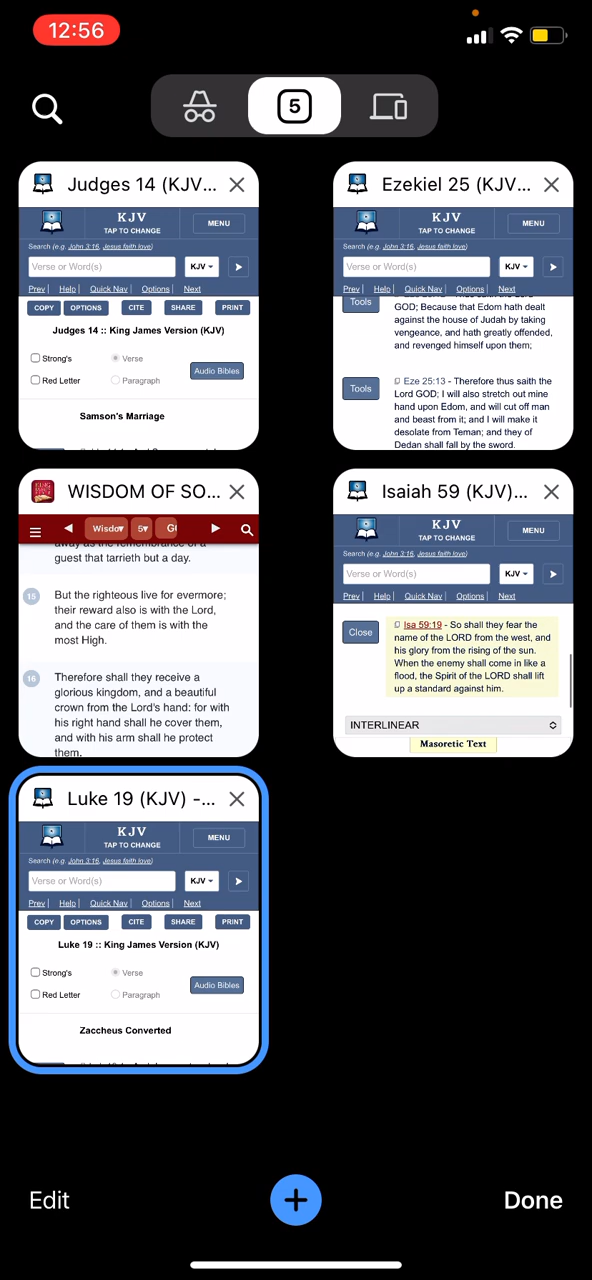 12:56
5
Judges 14 (KJV...
KJV
TAP TO CHANGE
MENU
Search (e.g. John 3:16, Jesus faith love)
Verse or Word(s)
KJV
Prev| Help| Quick Nav| Options| Next
COPY OPTIONS CITE SHARE PRINT
Judges 14 :: King James Version (KJV)
Strong's Verse
Red Letter Paragraph
Audio Bibles
Samson's Marriage
Ezekiel 25 (KJV...
KJV
TAP TO CHANGE
MENU
Search (e.g. John 3:16, Jesus faith love)
Verse or Word(s)
KJV
Prev| Help| Quick Nav| Options| Next
Tools
GOD; Because that Edom hath dealt
against the house of Judah by taking
vengeance, and hath greatly offended,
and revenged himself upon them;
Tools
Eze 25:13 - Therefore thus saith the
Lord GOD; I will also stretch out mine
hand upon Edom, and will cut off man
and beast from it; and I will make it
desolate from Teman; and they of
Dedan shall fall by the sword.
WISDOM OF SO...
Wisdo 5
away as the remembrance of a
guest that tarrieth but a day.
15 But the righteous live for evermore;
their reward also is with the Lord,
and the care of them is with the
most High.
16 Therefore shall they receive a
glorious kingdom, and a beautiful
crown from the Lord's hand: for with
his right hand shall he cover them,
and with his arm shall he protect
them.
Isaiah 59 (KJV)...
KJV
TAP TO CHANGE
MENU
Search (e.g. John 3:16, Jesus faith love)
Verse or Word(s)
KJV
Prev| Help| Quick Nav| Options| Next
Close
Isa 59:19 - So shall they fear the
name of the LORD from the west, and
his glory from the rising of the sun.
When the enemy shall come in like a
flood, the Spirit of the LORD shall lift
up a standard against him.
INTERLINEAR
Masoretic Text
Luke 19 (KJV) -...
KJV
TAP TO CHANGE
MENU
Search (e.g. John 3:16, Jesus faith love)
Verse or Word(s)
KJV
Prev| Help| Quick Nav| Options| Next
COPY OPTIONS CITE SHARE PRINT
Luke 19 :: King James Version (KJV)
Strong's Verse
Red Letter Paragraph
Audio Bibles
Zaccheus Converted
Edit
Done